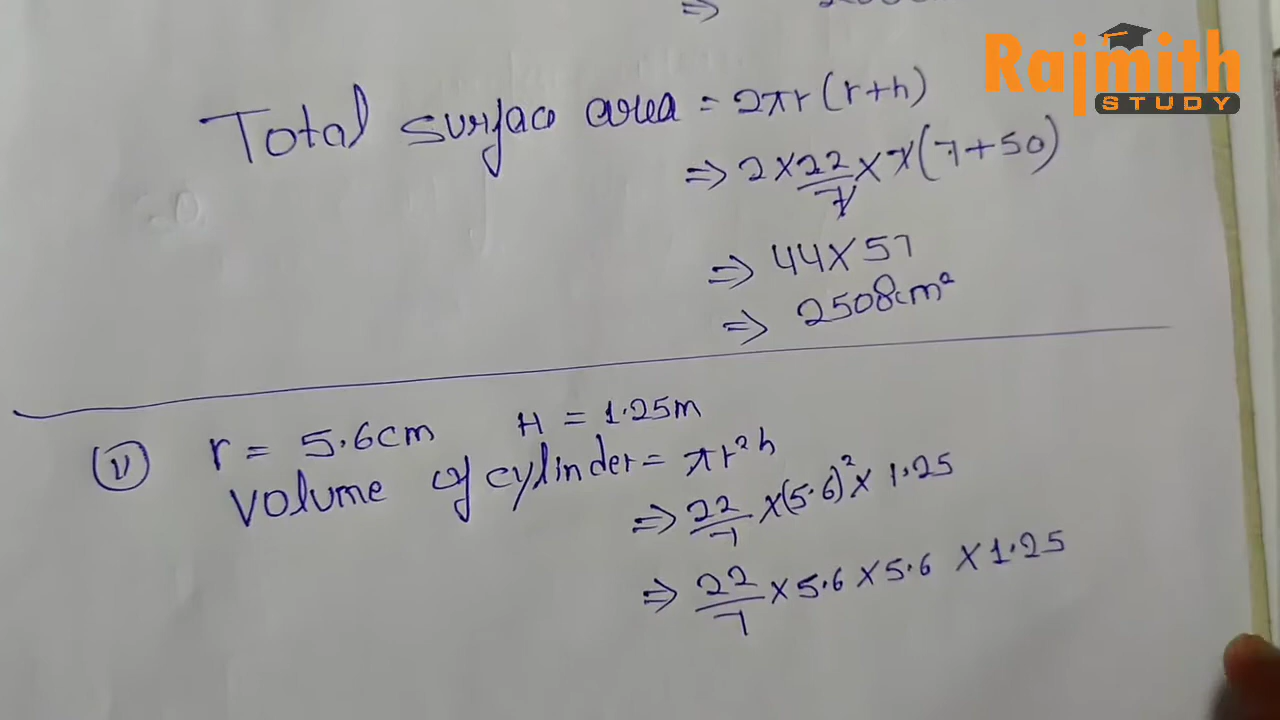 Rajmith
STUDY
Total surface area = 2πr(r+h)
⇒ 2 × 22/7 × 7(7+50)
⇒ 44 × 57
⇒ 2508cm²
(v) r = 5.6cm H = 1.25m
volume of cylinder = πr²h
⇒ 22/7 × (5.6)² × 1.25
⇒ 22/7 × 5.6 × 5.6 × 1.25